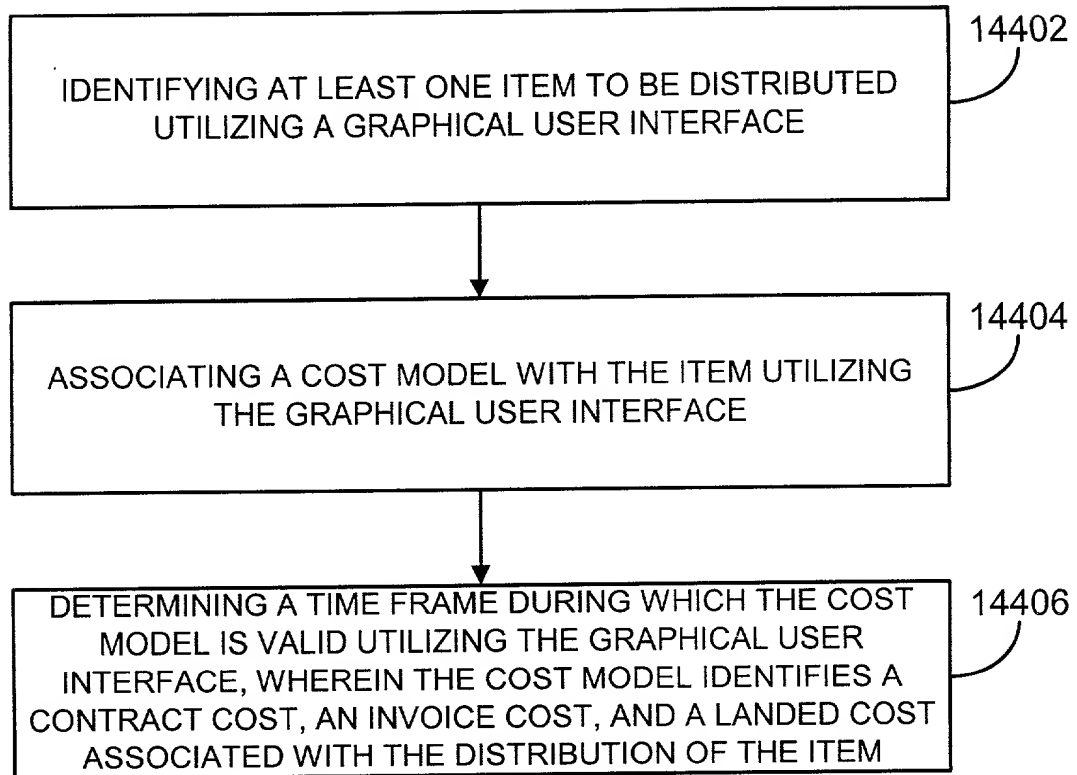 14402
IDENTIFYING AT LEAST ONE ITEM TO BE DISTRIBUTED
UTILIZING A GRAPHICAL USER INTERFACE
14404
ASSOCIATING A COST MODEL WITH THE ITEM UTILIZING
THE GRAPHICAL USER INTERFACE
14406
DETERMINING A TIME FRAME DURING WHICH THE COST
MODEL IS VALID UTILIZING THE GRAPHICAL USER
INTERFACE, WHEREIN THE COST MODEL IDENTIFIES A
CONTRACT COST, AN INVOICE COST, AND A LANDED COST
ASSOCIATED WITH THE DISTRIBUTION OF THE ITEM